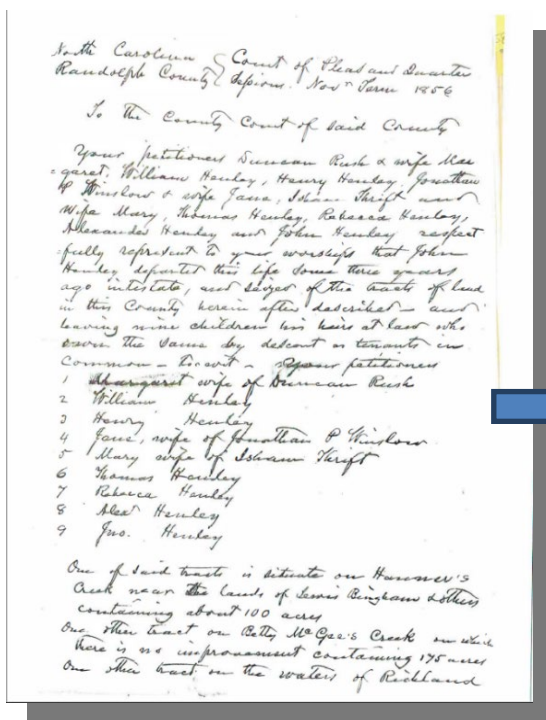 North Carolina { Court of Pleas and Quarter
Randolph County { Sessions. Nov. Term 1856
To the County Court of said County
Your petitioners Duncan Rush & wife Mar
garet, William Henley, Henry Henley, Jonathan
P Winslow & wife Jane, Isham Thrift and
wife Mary, Thomas Henley, Rebecca Henley,
Alexander Henley and John Henley respect
fully represent to your worships that John
Henley departed this life some three years
ago intestate, and seized of the tracts of land
in this County herein after described – and
leaving nine children his heirs at law who
own the same by descent as tenants in
common – to wit – your petitioners
1 Margaret wife of Duncan Rush
2 William Henley
3 Henry Henley
4 Jane, wife of Jonathan P Winslow
5 Mary wife of Isham Thrift
6 Thomas Henley
7 Rebecca Henley
8 Alexr Henley
9 Jno. Henley
One of said tracts is situate on Hannner's
Creek near the lands of Lewis Bingham & others
containing about 100 acres
One other tract on Betty McGee's Creek on which
there is no improvement containing 175 acres
One other tract on the waters of Richland